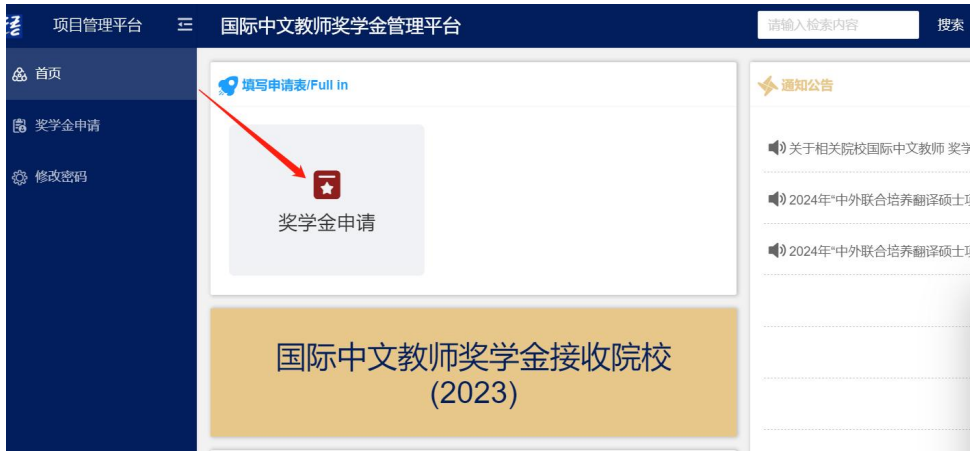 项目管理平台
国际中文教师奖学金管理平台
请输入检索内容
搜索
首页
奖学金申请
修改密码
填写申请表/Full in
奖学金申请
通知公告
关于相关院校国际中文教师 奖学
2024年“中外联合培养翻译硕士项
2024年“中外联合培养翻译硕士项
国际中文教师奖学金接收院校
(2023)